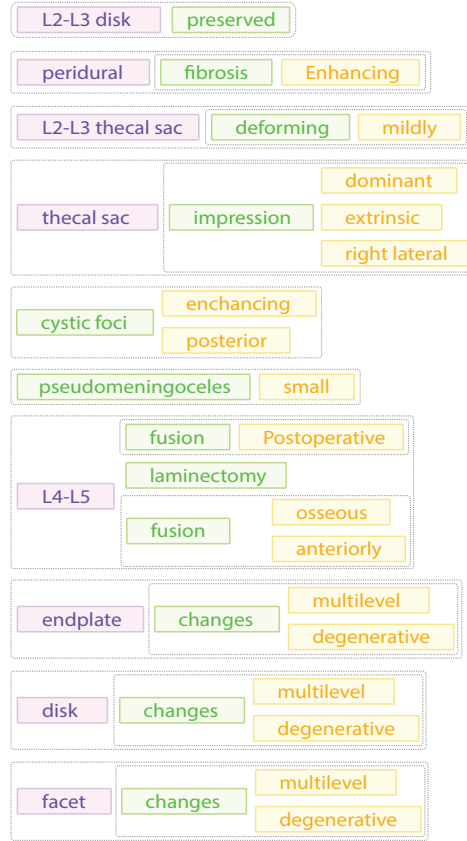 L2-L3 disk preserved
peridural fibrosis Enhancing
L2-L3 thecal sac deforming mildly
dominant
thecal sac impression extrinsic
right lateral
enchancing
cystic foci
posterior
pseudomeningoceles small
fusion Postoperative
laminectomy
L4-L5
osseous
fusion
anteriorly
multilevel
endplate changes
degenerative
multilevel
disk changes
degenerative
multilevel
facet changes
degenerative